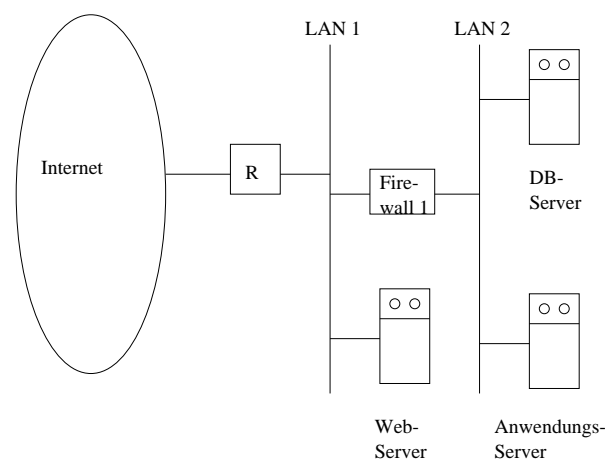 LAN 1
LAN 2
Internet
R
Fire-
wall 1
DB-
Server
Web-
Server
Anwendungs-
Server